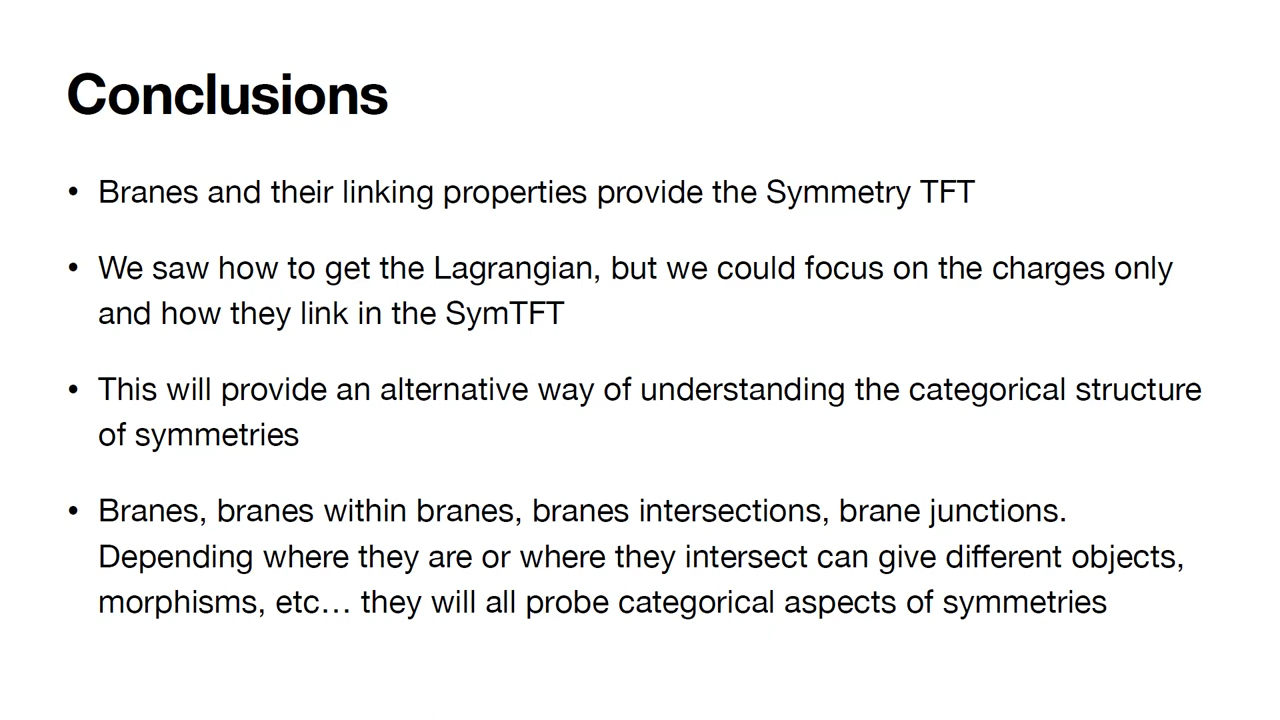 Conclusions
• Branes and their linking properties provide the Symmetry TFT
• We saw how to get the Lagrangian, but we could focus on the charges only
and how they link in the SymTFT
• This will provide an alternative way of understanding the categorical structure
of symmetries
• Branes, branes within branes, branes intersections, brane junctions.
Depending where they are or where they intersect can give different objects,
morphisms, etc… they will all probe categorical aspects of symmetries